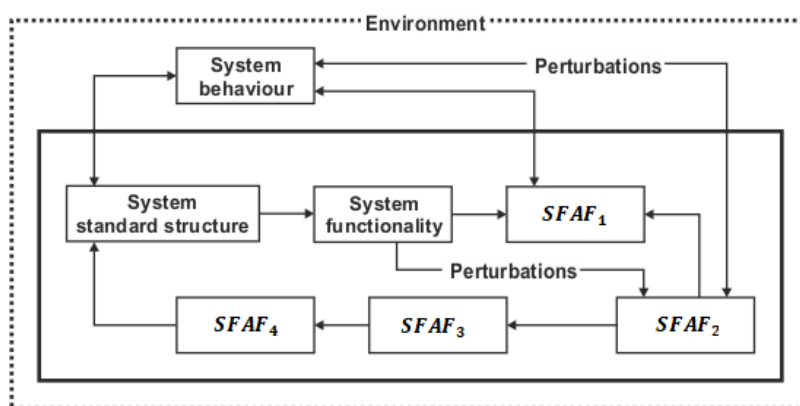 Environment
System
behaviour
Perturbations
System
standard structure
System
functionality
SFAF₁
Perturbations
SFAF₄
SFAF₃
SFAF₂